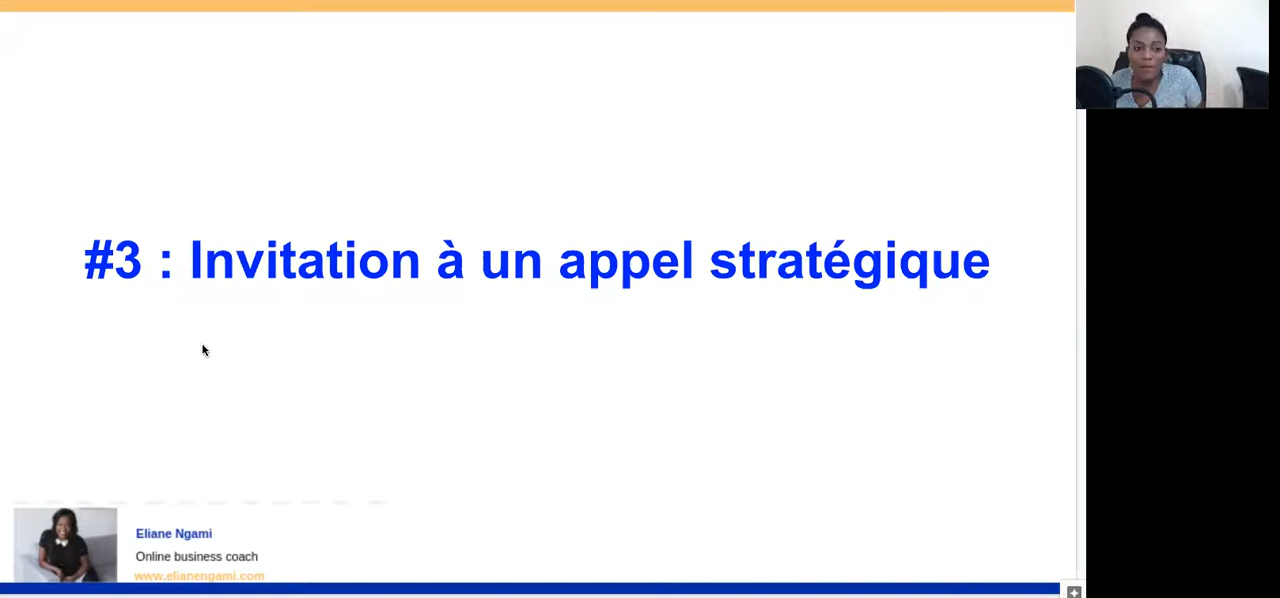 #3 : Invitation à un appel stratégique
Eliane Ngami
Online business coach
www.elianengami.com